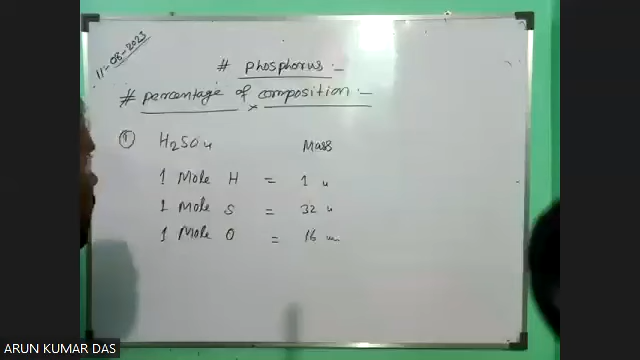 11-08-2023
# phosphorus :-
# percentage of composition :-
① H2SO4 Mass
1 Mole H = 1 u
1 Mole S = 32 u
1 Mole O = 16 u
ARUN KUMAR DAS